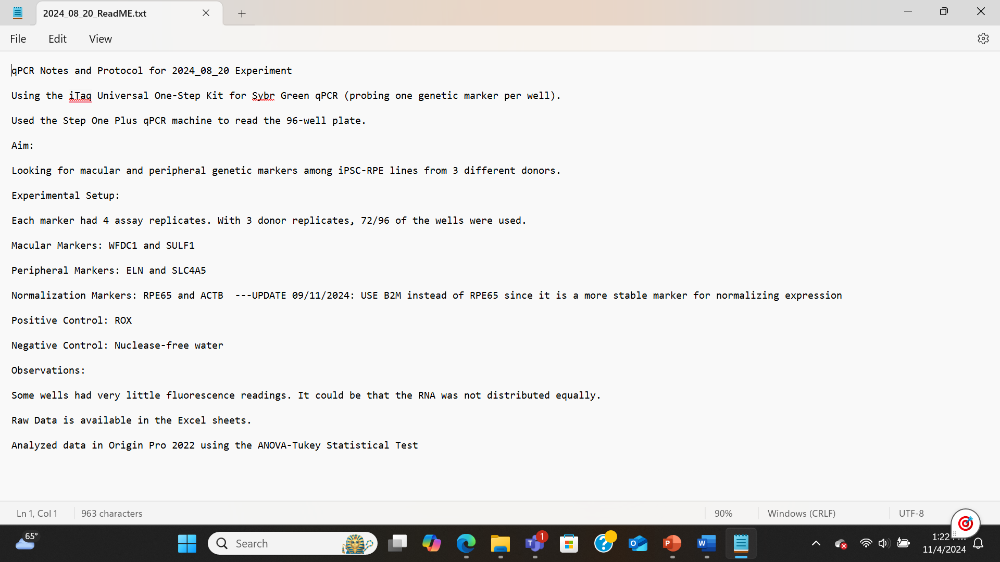 2024_08_20_ReadME.txt
File Edit View
qPCR Notes and Protocol for 2024_08_20 Experiment
Using the iTaq Universal One-Step Kit for Sybr Green qPCR (probing one genetic marker per well).
Used the Step One Plus qPCR machine to read the 96-well plate.
Aim:
Looking for macular and peripheral genetic markers among iPSC-RPE lines from 3 different donors.
Experimental Setup:
Each marker had 4 assay replicates. With 3 donor replicates, 72/96 of the wells were used.
Macular Markers: WFDC1 and SULF1
Peripheral Markers: ELN and SLC4A5
Normalization Markers: RPE65 and ACTB  ---UPDATE 09/11/2024: USE B2M instead of RPE65 since it is a more stable marker for normalizing expression
Positive Control: ROX
Negative Control: Nuclease-free water
Observations:
Some wells had very little fluorescence readings. It could be that the RNA was not distributed equally.
Raw Data is available in the Excel sheets.
Analyzed data in Origin Pro 2022 using the ANOVA-Tukey Statistical Test
Ln 1, Col 1 963 characters 90% Windows (CRLF) UTF-8
65° Search 1 1:22
11/4/2024